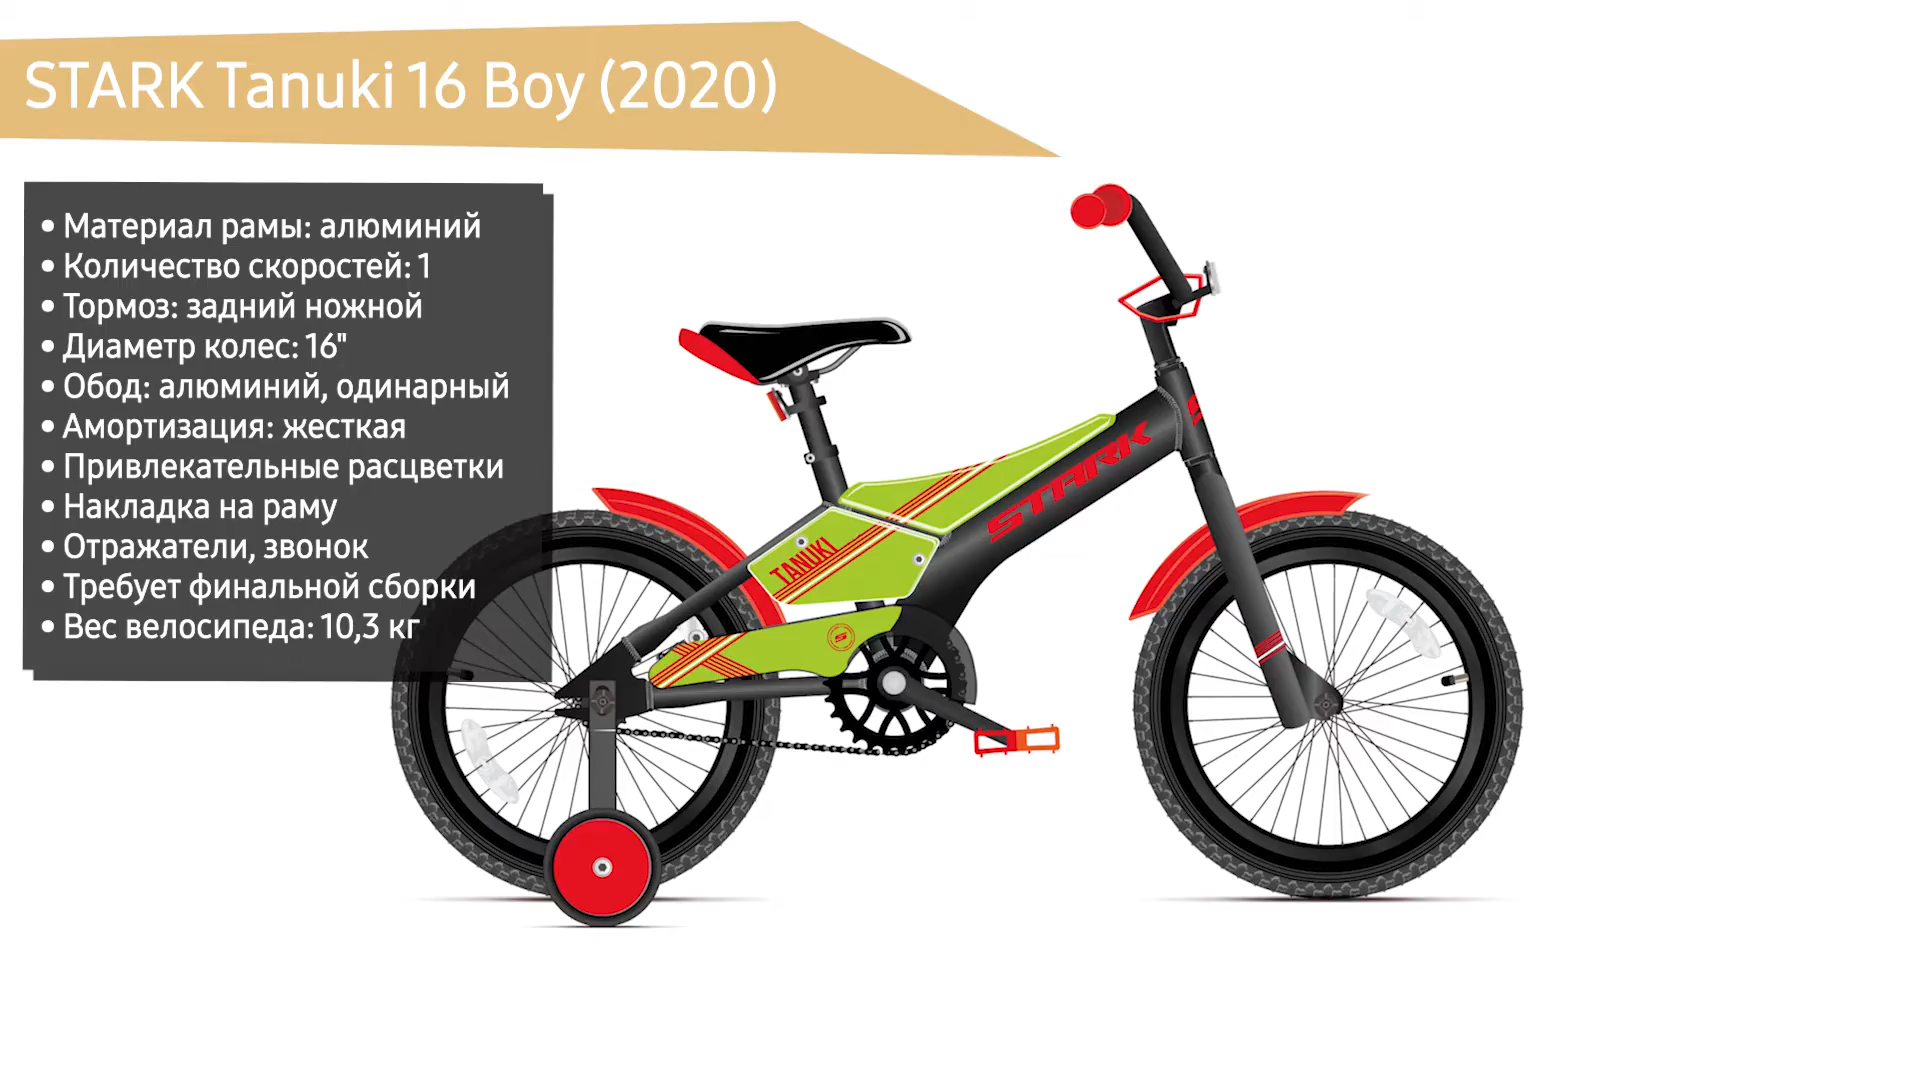 STARK Tanuki 16 Boy (2020)
• Материал рамы: алюминий
• Количество скоростей: 1
• Тормоз: задний ножной
• Диаметр колес: 16"
• Обод: алюминий, одинарный
• Амортизация: жесткая
• Привлекательные расцветки
• Накладка на раму
• Отражатели, звонок
• Требует финальной сборки
• Вес велосипеда: 10,3 кг
STARK
S
TANUKI
S